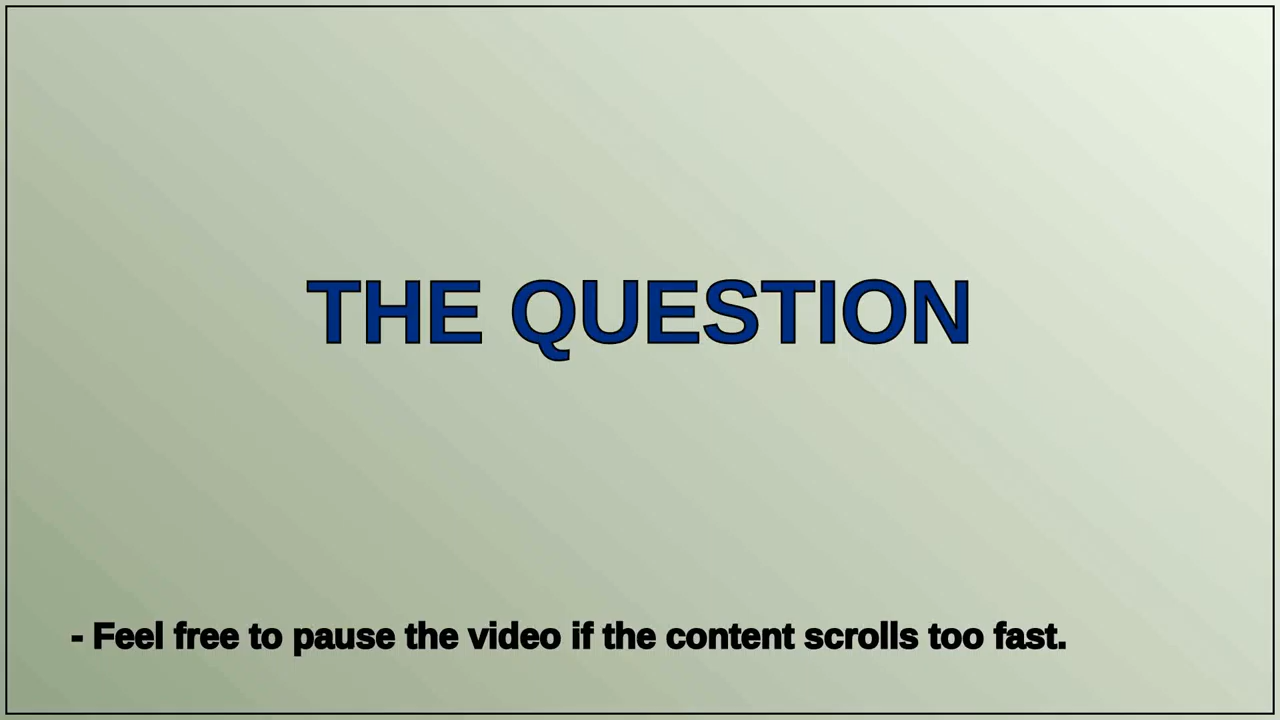 THE QUESTION
- Feel free to pause the video if the content scrolls too fast.